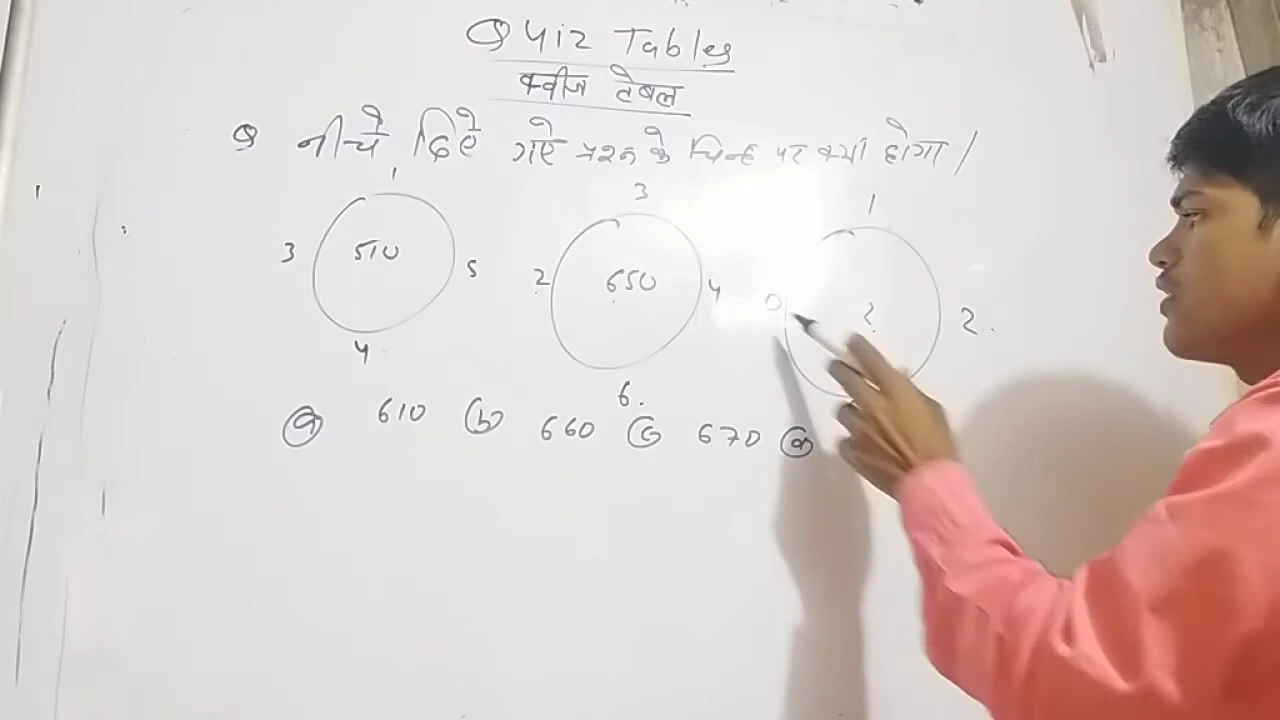 Quiz Tables
क्वीज टेबल
Q नीचे दिऐ गऐ प्रश्न के चिन्ह पर क्या होगा |
1 3 1
3 510 5 2 650 4 0 ? 2.
4 6.
a 610 b 660 c 670 d